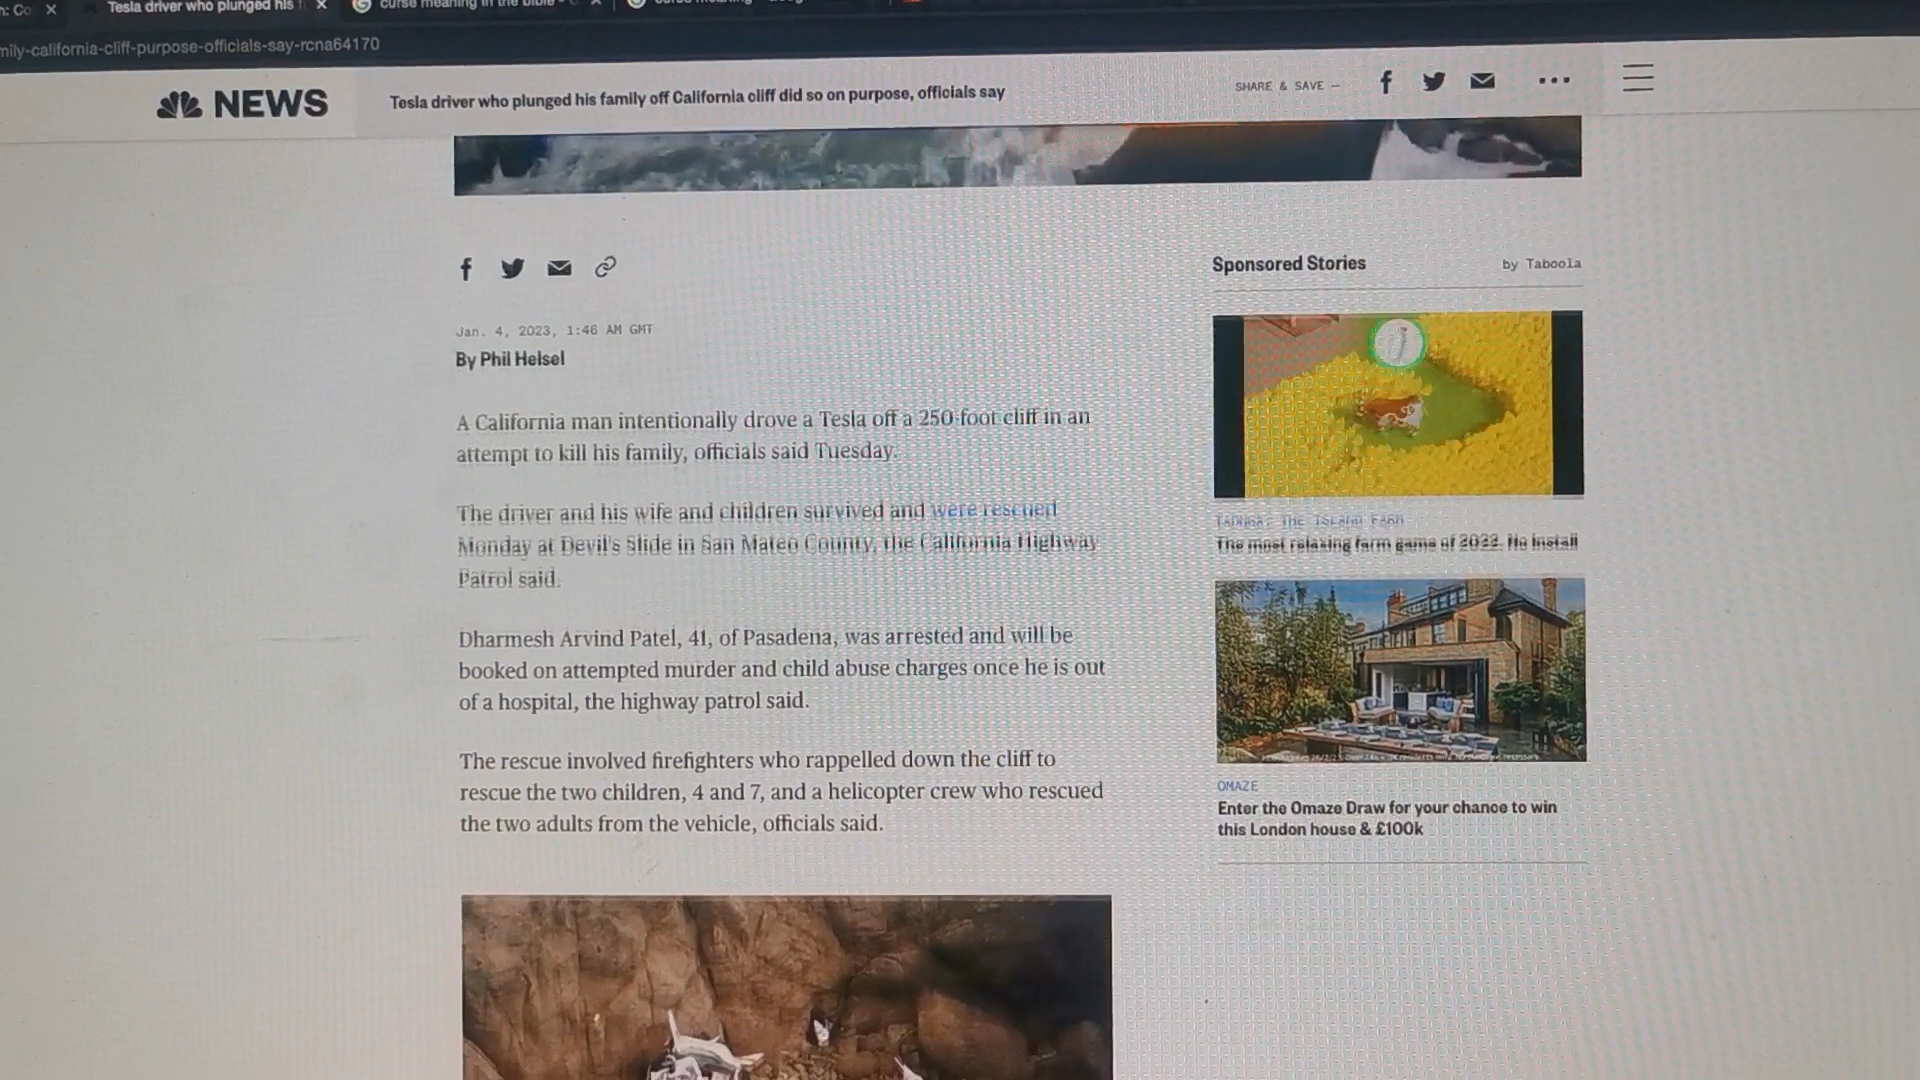 Tesla driver who plunged his
mily-california-cliff-purpose-officials-say-rcna64170
NEWS
Tesla driver who plunged his family off California cliff did so on purpose, officials say
SHARE & SAVE —
Sponsored Stories
by Taboola
Jan. 4, 2023, 1:46 AM GMT
By Phil Helsel
A California man intentionally drove a Tesla off a 250-foot cliff in an
attempt to kill his family, officials said Tuesday.
The driver and his wife and children survived and were rescued
Monday at Devil's Slide in San Mateo County, the California Highway
Patrol said.
Dharmesh Arvind Patel, 41, of Pasadena, was arrested and will be
booked on attempted murder and child abuse charges once he is out
of a hospital, the highway patrol said.
The rescue involved firefighters who rappelled down the cliff to
rescue the two children, 4 and 7, and a helicopter crew who rescued
the two adults from the vehicle, officials said.
THE ISLAND FARM
The most relaxing farm game of 2022. No Install
OMAZE
Enter the Omaze Draw for your chance to win
this London house & £100k